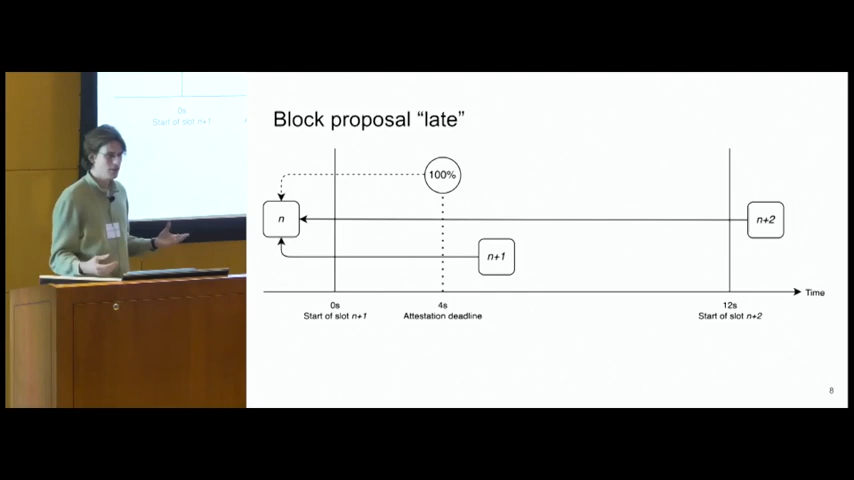 0s
Start of slot n+1
Block proposal “late”
100%
n
n+2
n+1
Time
0s
4s
12s
Start of slot n+1
Attestation deadline
Start of slot n+2
8